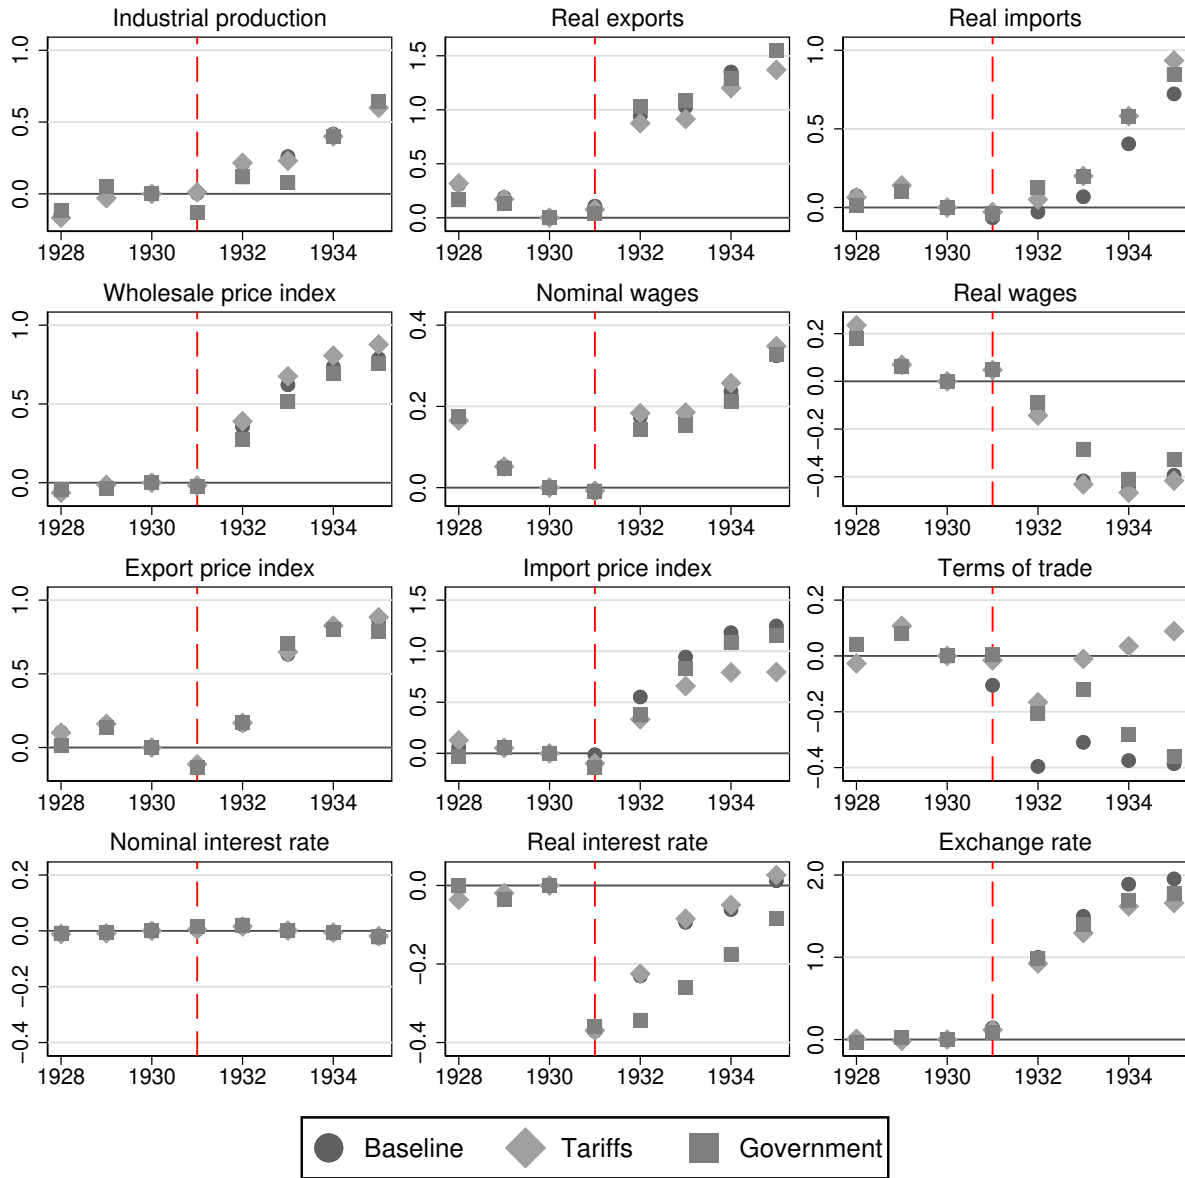 Industrial production
Real exports
Real imports
1.0
0.5
0.0
1928 1930 1932 1934
1.5
1.0
0.5
0.0
1928 1930 1932 1934
1.0
0.5
0.0
1928 1930 1932 1934
Wholesale price index
Nominal wages
Real wages
1.0
0.5
0.0
1928 1930 1932 1934
0.4
0.2
0.0
1928 1930 1932 1934
0.2
0.0
−0.2
−0.4
1928 1930 1932 1934
Export price index
Import price index
Terms of trade
1.0
0.5
0.0
1928 1930 1932 1934
1.5
1.0
0.5
0.0
1928 1930 1932 1934
0.2
0.0
−0.2
−0.4
1928 1930 1932 1934
Nominal interest rate
Real interest rate
Exchange rate
0.2
0.0
−0.2
−0.4
1928 1930 1932 1934
0.0
−0.2
−0.4
1928 1930 1932 1934
2.0
1.0
0.0
1928 1930 1932 1934
Baseline Tariffs Government